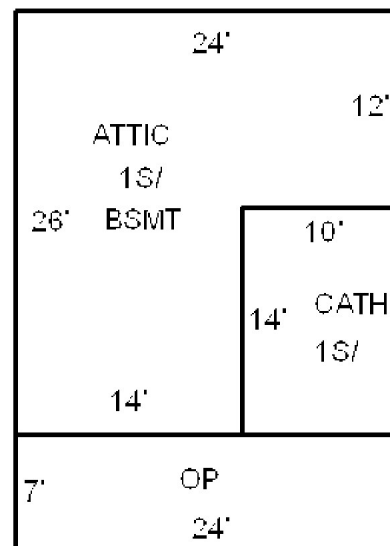 24'
12'
ATTIC
1S/
26' BSMT
10'
14' CATH
1S/
14'
7' OP
24'